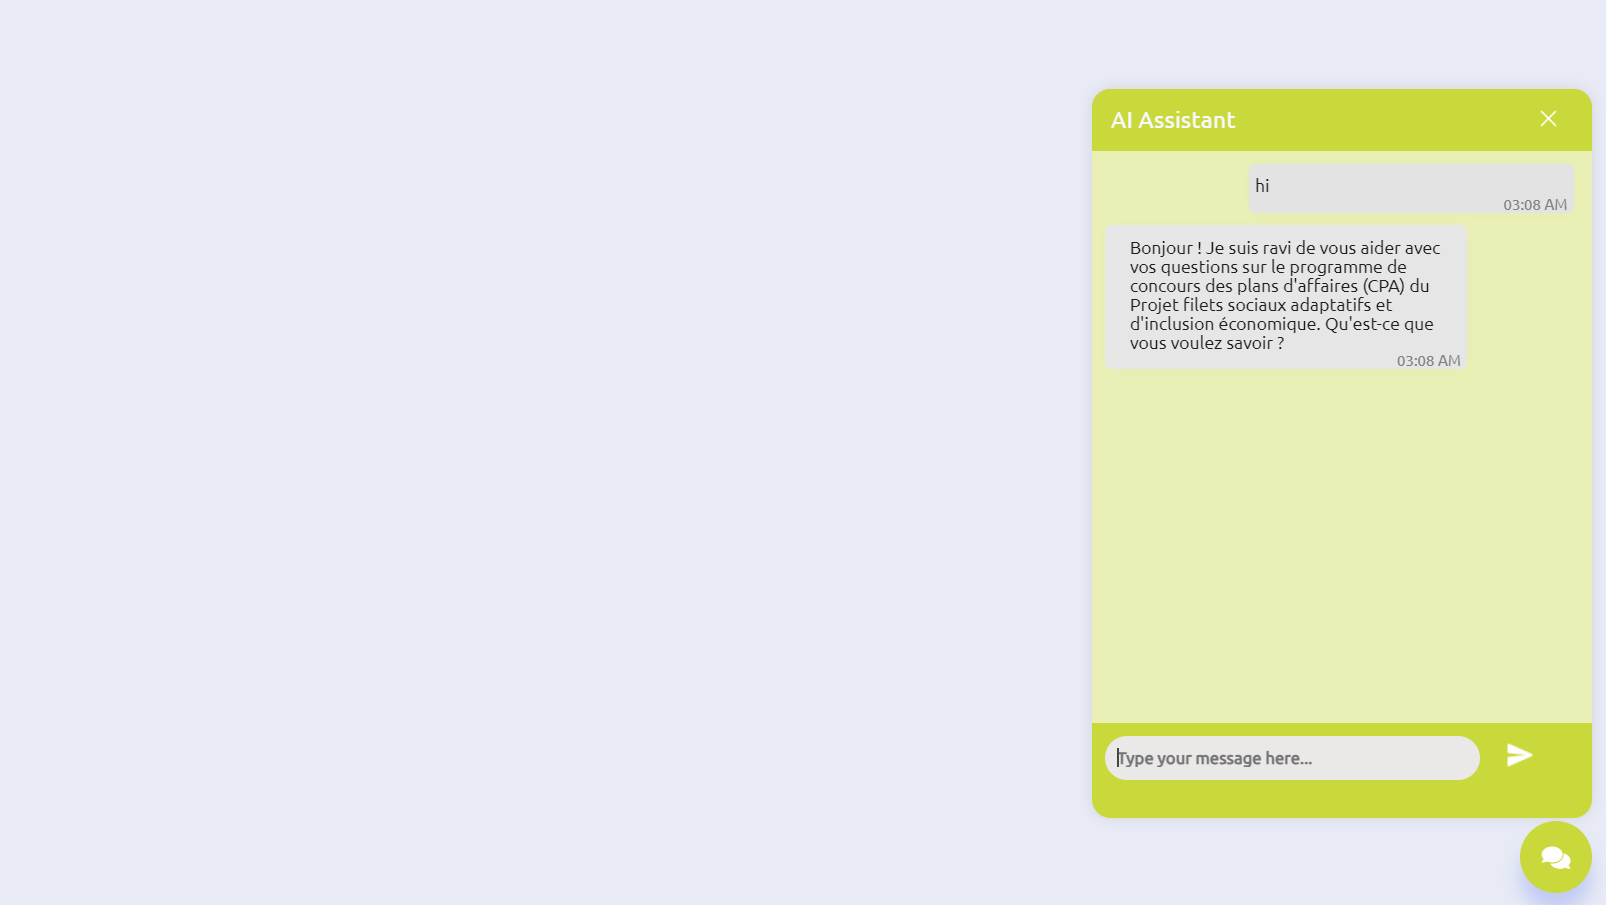 AI Assistant
hi
03:08 AM
Bonjour ! Je suis ravi de vous aider avec
vos questions sur le programme de
concours des plans d'affaires (CPA) du
Projet filets sociaux adaptatifs et
d'inclusion économique. Qu'est-ce que
vous voulez savoir ?
03:08 AM
Type your message here...